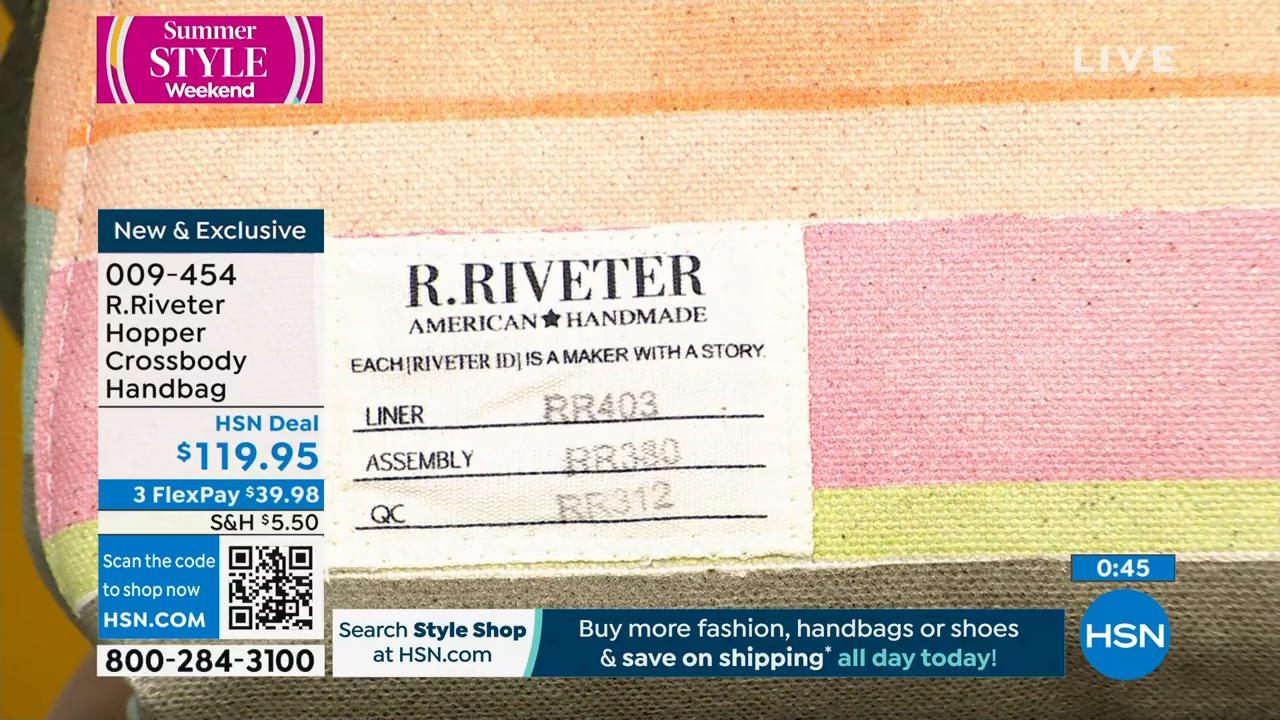 Summer
STYLE
Weekend
LIVE
New & Exclusive
009-454
R.Riveter
Hopper
Crossbody
Handbag
HSN Deal
$119.95
3 FlexPay $39.98
S&H $5.50
Scan the code
to shop now
HSN.COM
800-284-3100
R.RIVETER
AMERICAN★HANDMADE
EACH [RIVETER ID] IS A MAKER WITH A STORY.
LINER RR403
ASSEMBLY RR380
QC RR312
0:45
Search Style Shop
at HSN.com
Buy more fashion, handbags or shoes
& save on shipping* all day today!
HSN